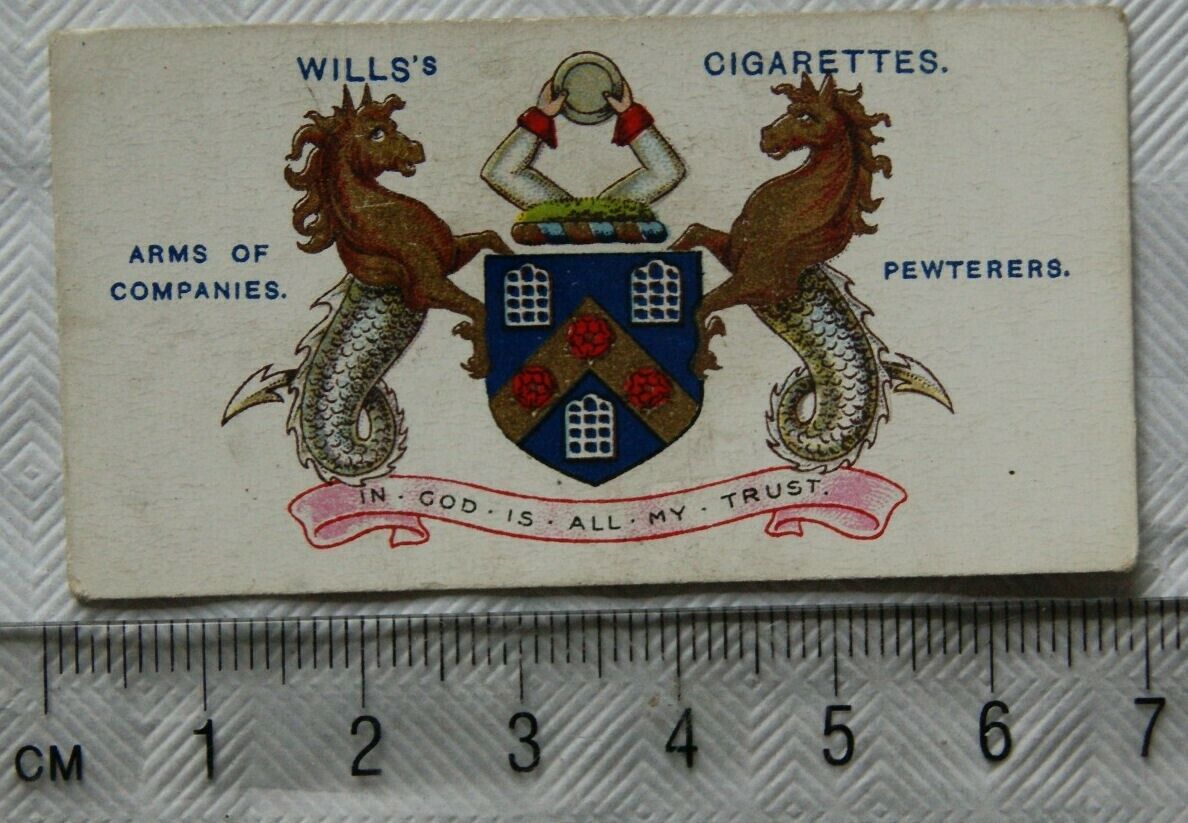 WILLS'S CIGARETTES.
ARMS OF
COMPANIES.
PEWTERERS.
IN · GOD · IS · ALL · MY · TRUST.
CM 1 2 3 4 5 6 7